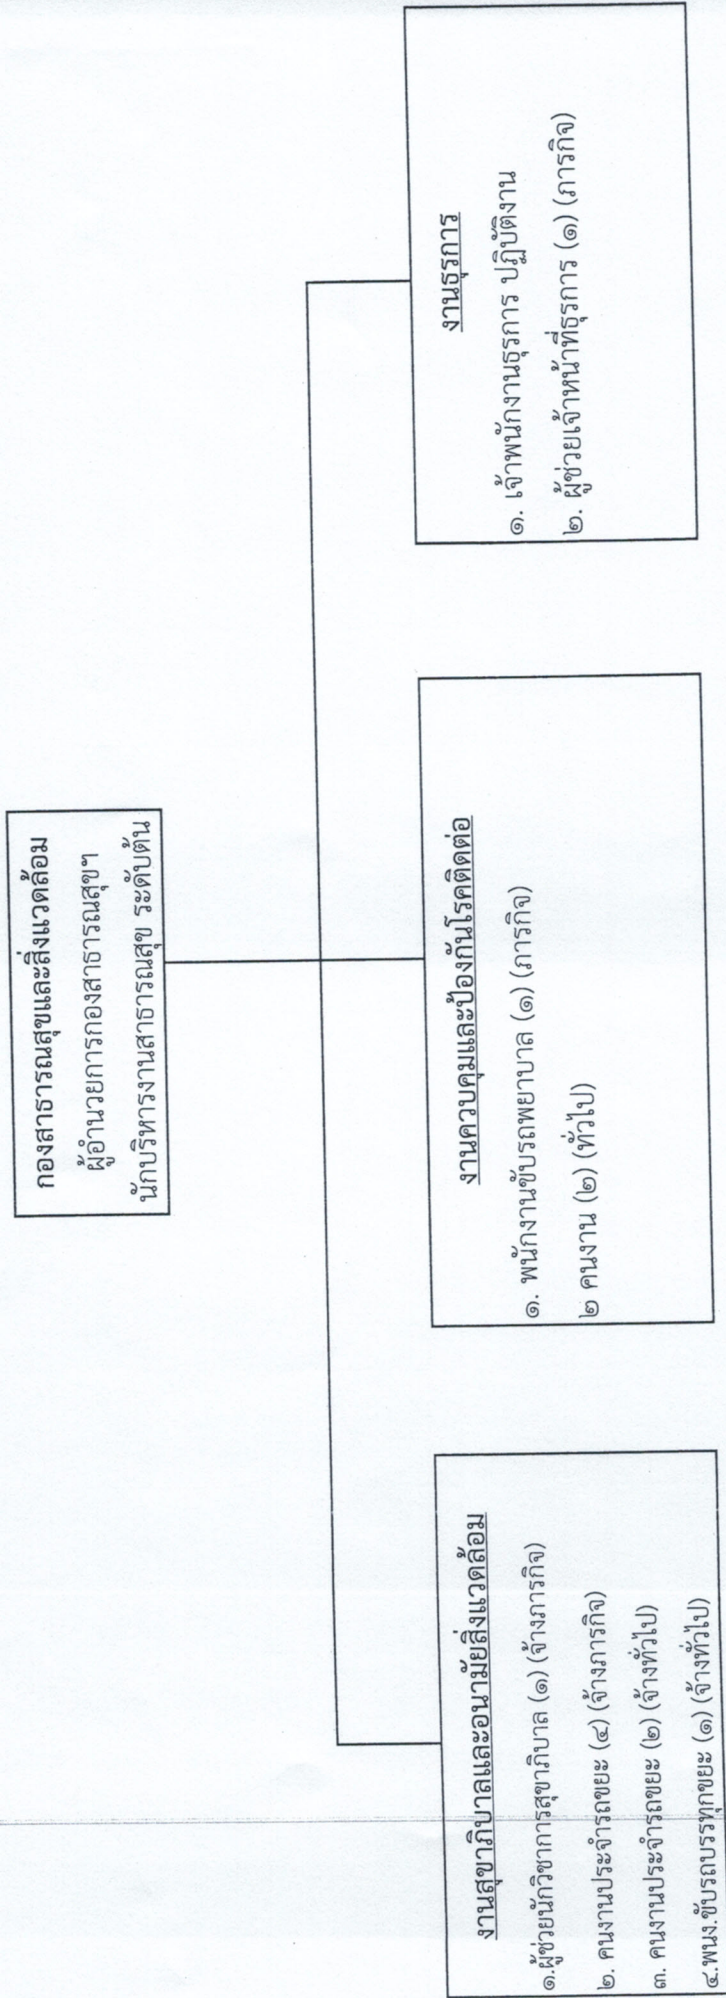 กองสาธารณสุขและสิ่งแวดล้อม
ผู้อำนวยการกองสาธารณสุขฯ
นักบริหารงานสาธารณสุข ระดับต้น
งานสุขาภิบาลและอนามัยสิ่งแวดล้อม
๑.ผู้ช่วยนักวิชาการสุขาภิบาล (๑) (จ้างภารกิจ)
๒. คนงานประจำรถขยะ (๔) (จ้างภารกิจ)
๓. คนงานประจำรถขยะ (๒) (จ้างทั่วไป)
๔.พนง.ขับรถบรรทุกขยะ (๑) (จ้างทั่วไป)
งานควบคุมและป้องกันโรคติดต่อ
๑. พนักงานขับรถพยาบาล (๑) (ภารกิจ)
๒ คนงาน (๒) (ทั่วไป)
งานธุรการ
๑. เจ้าพนักงานธุรการ ปฏิบัติงาน
๒. ผู้ช่วยเจ้าหน้าที่ธุรการ (๑) (ภารกิจ)